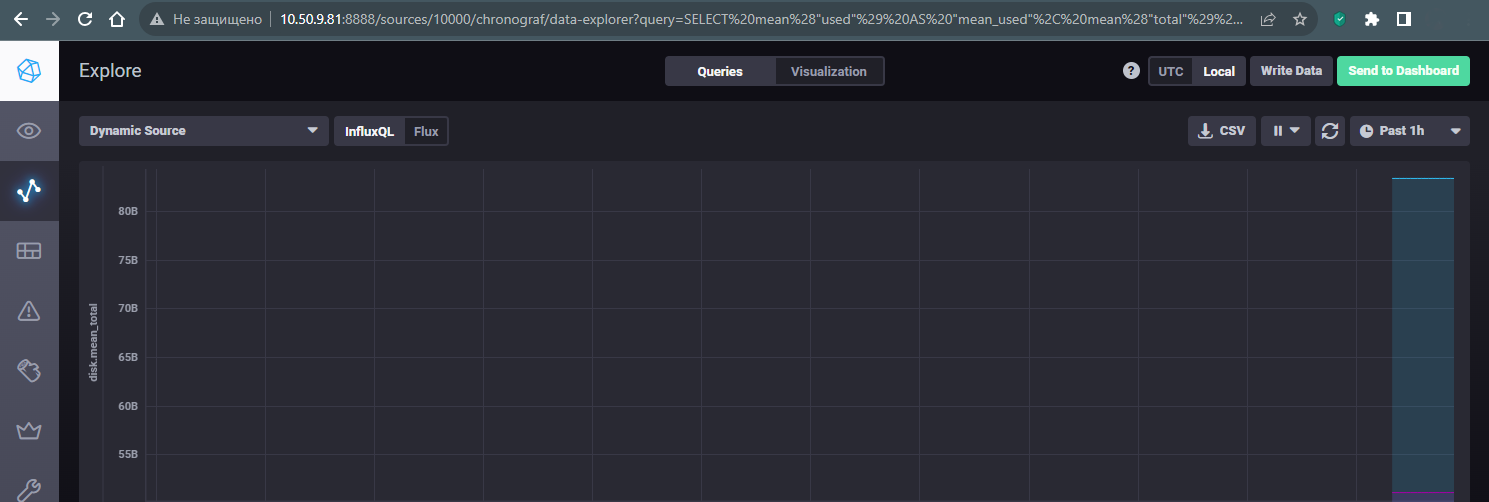 Не защищено 10.50.9.81:8888/sources/10000/chronograf/data-explorer?query=SELECT%20mean%28"used"%29%20AS%20"mean_used"%2C%20mean%28"total"%29%2...
Explore
Queries
Visualization
?
UTC
Local
Write Data
Send to Dashboard
Dynamic Source
InfluxQL
Flux
CSV
Past 1h
disk.mean_total
80B
75B
70B
65B
60B
55B